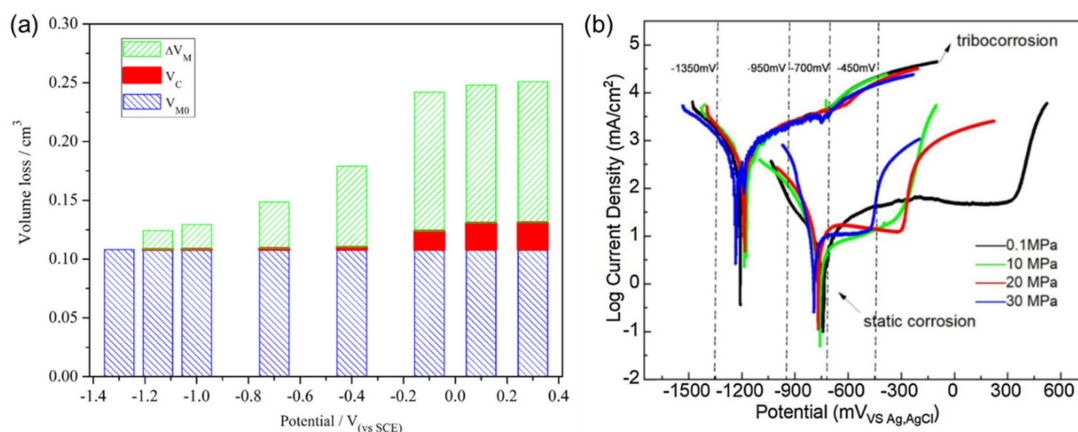 (a)
0.30
0.25
0.20
0.15
0.10
0.05
0.00
Volume loss / cm³
ΔV_M
V_C
V_M0
-1.4 -1.2 -1.0 -0.8 -0.6 -0.4 -0.2 0.0 0.2 0.4
Potential / V(vs SCE)
(b)
5
4
3
2
1
0
-1
-2
Log Current Density (mA/cm²)
tribocorrosion
-1350mV
-950mV
-700mV
-450mV
0.1MPa
10 MPa
20 MPa
30 MPa
static corrosion
-1500 -1200 -900 -600 -300 0 300 600
Potential (mV VS Ag,AgCl)